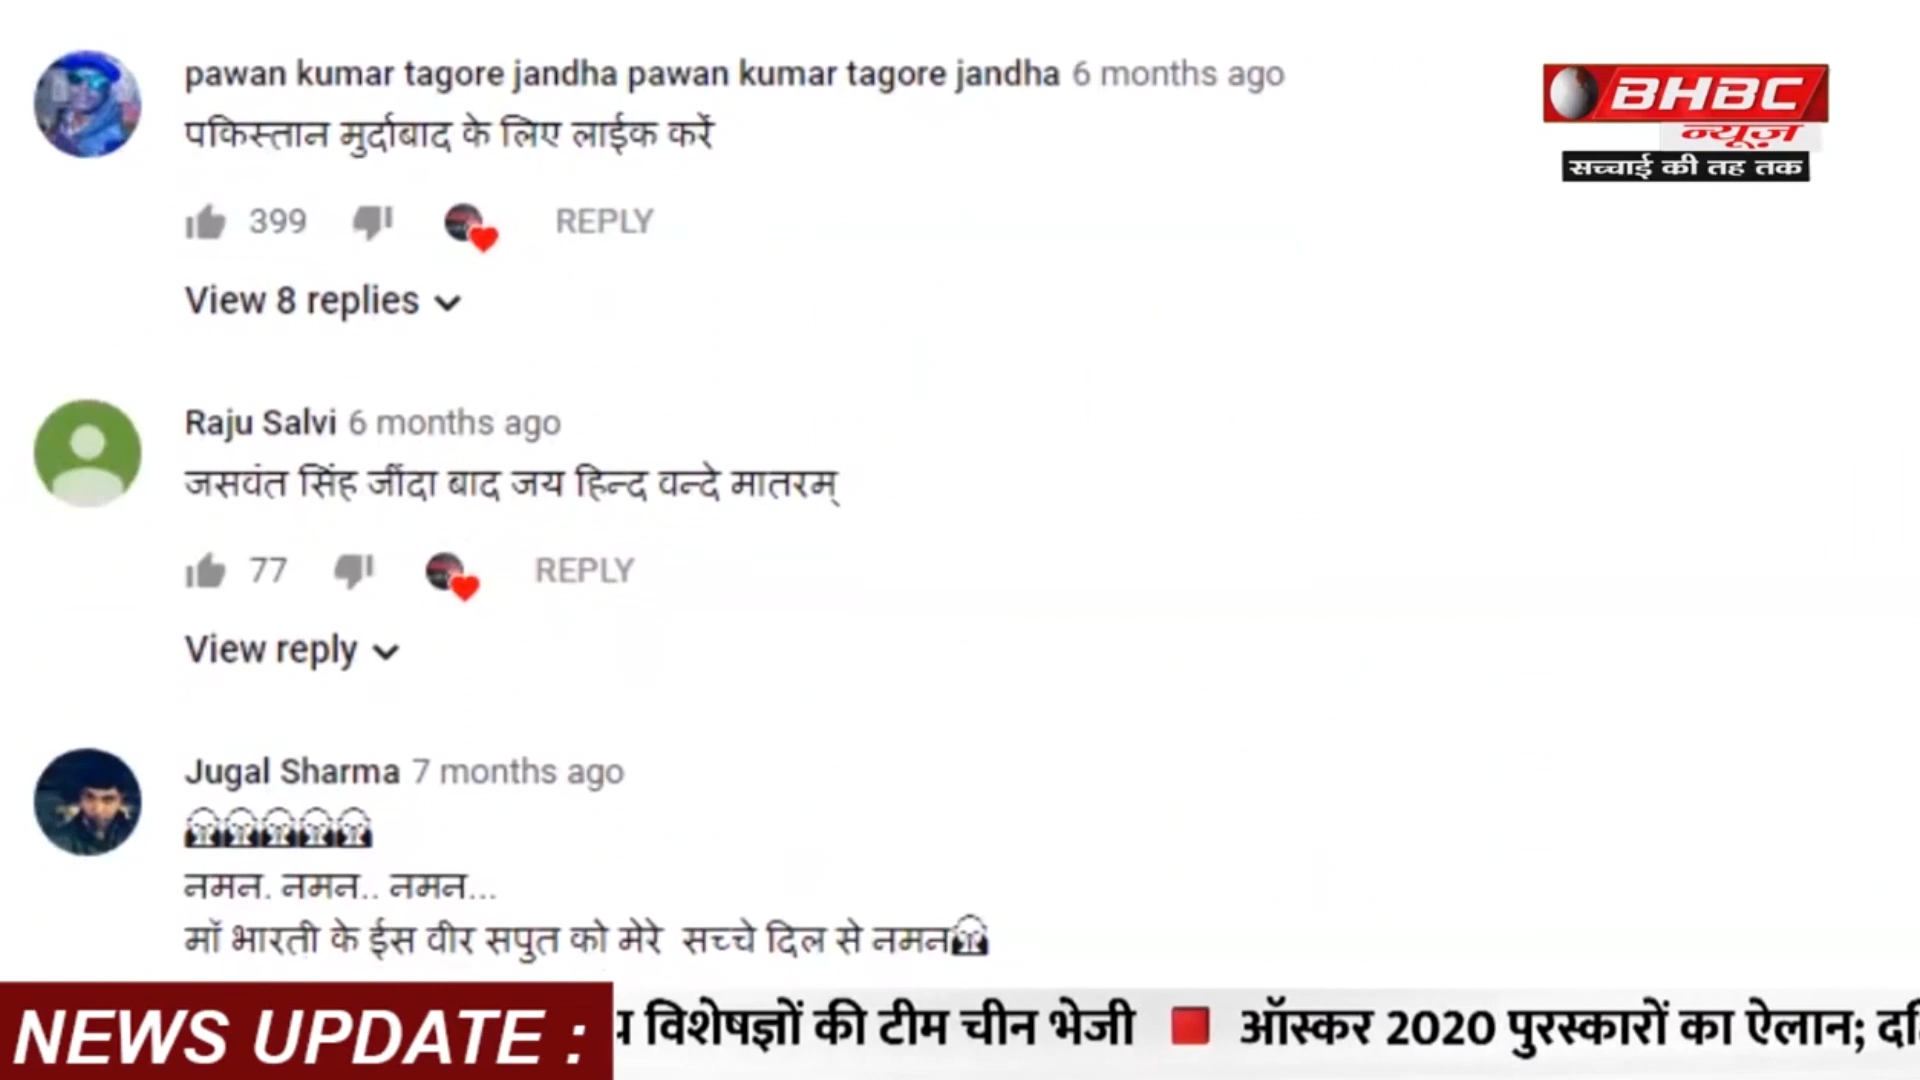 pawan kumar tagore jandha pawan kumar tagore jandha 6 months ago
पकिस्तान मुर्दाबाद के लिए लाईक करें
399 REPLY
View 8 replies
Raju Salvi 6 months ago
जसवंत सिंह जींदा बाद जय हिन्द वन्दे मातरम्
77 REPLY
View reply
Jugal Sharma 7 months ago
नमन. नमन.. नमन...
मॉ भारती के ईस वीर सपुत को मेरे सच्चे दिल से नमन
BHBC
न्यूज़
सच्चाई की तह तक
NEWS UPDATE : विशेषज्ञों की टीम चीन भेजी ऑस्कर 2020 पुरस्कारों का ऐलान;